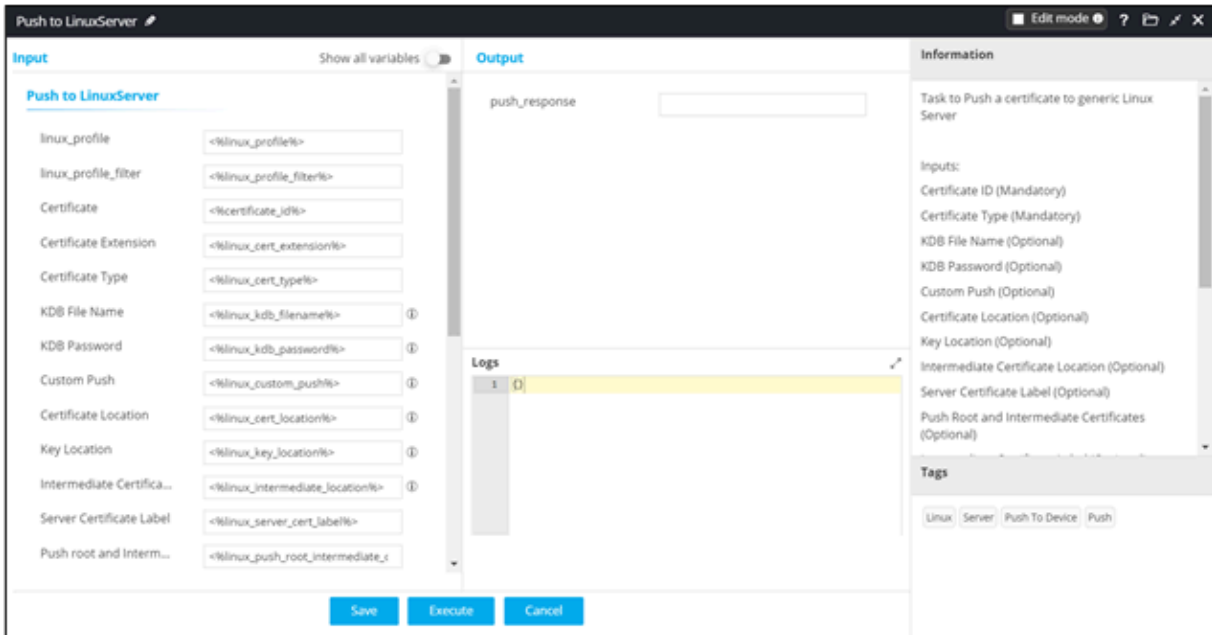 Push to LinuxServer
Edit mode
?
X
Input
Show all variables
Push to LinuxServer
linux_profile
<%linux_profile%>
linux_profile_filter
<%linux_profile_filter%>
Certificate
<%certificate_id%>
Certificate Extension
<%linux_cert_extension%>
Certificate Type
<%linux_cert_type%>
KDB File Name
<%linux_kdb_filename%>
KDB Password
<%linux_kdb_password%>
Custom Push
<%linux_custom_push%>
Certificate Location
<%linux_cert_location%>
Key Location
<%linux_key_location%>
Intermediate Certifica...
<%linux_intermediate_location%>
Server Certificate Label
<%linux_server_cert_label%>
Push root and Interm...
<%linux_push_root_intermediate_c
Output
push_response
Logs
1 {}
Save
Execute
Cancel
Information
Task to Push a certificate to generic Linux
Server
Inputs:
Certificate ID (Mandatory)
Certificate Type (Mandatory)
KDB File Name (Optional)
KDB Password (Optional)
Custom Push (Optional)
Certificate Location (Optional)
Key Location (Optional)
Intermediate Certificate Location (Optional)
Server Certificate Label (Optional)
Push Root and Intermediate Certificates
(Optional)
Tags
Linux
Server
Push To Device
Push